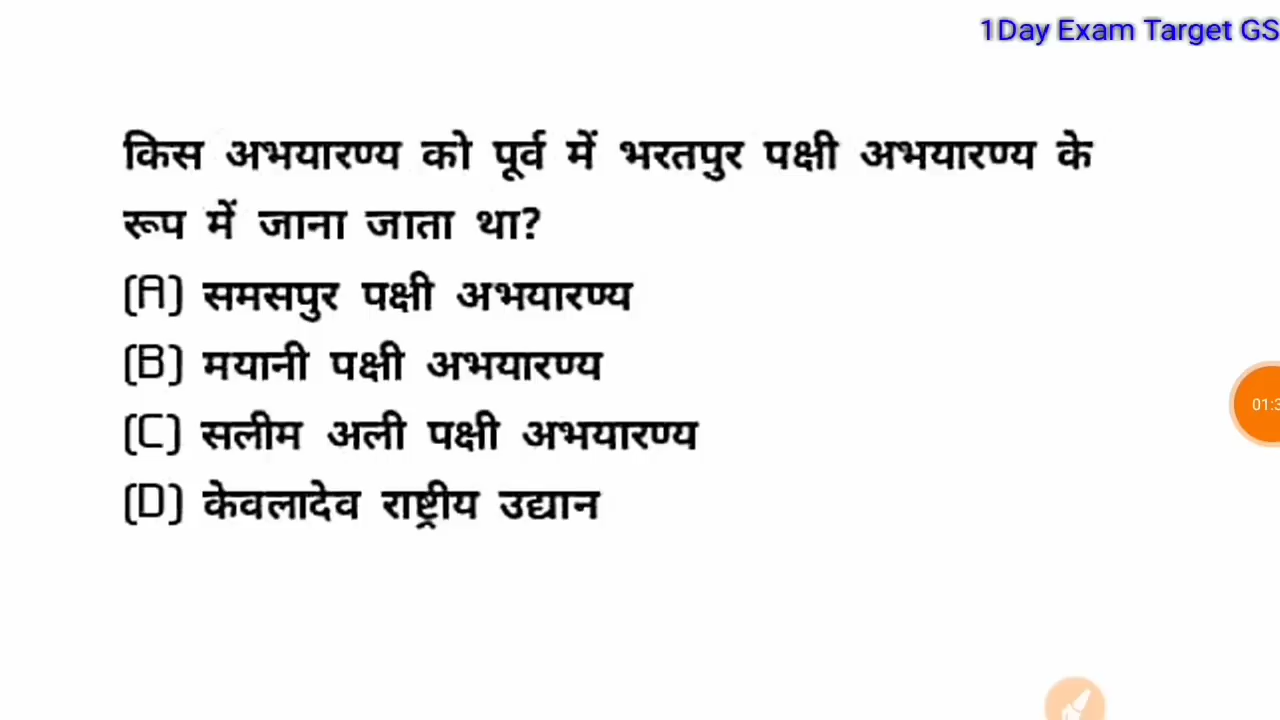 1Day Exam Target GS
किस अभयारण्य को पूर्व में भरतपुर पक्षी अभयारण्य के
रूप में जाना जाता था?
(A) समसपुर पक्षी अभयारण्य
(B) मयानी पक्षी अभयारण्य
(C) सलीम अली पक्षी अभयारण्य
(D) केवलादेव राष्ट्रीय उद्यान